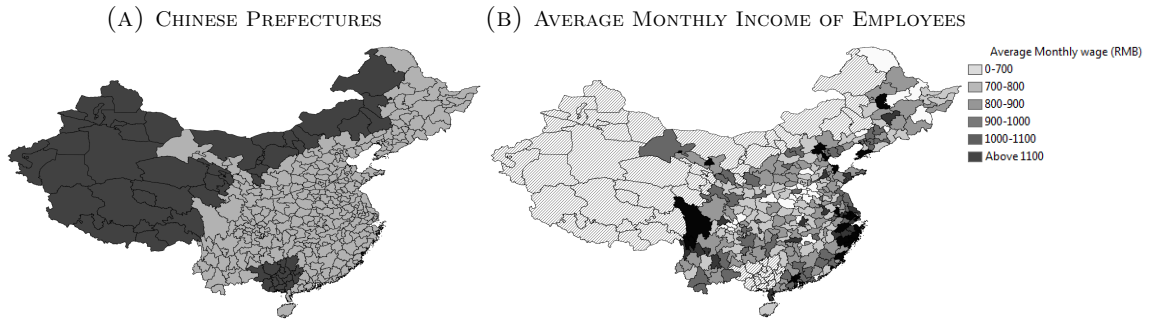 (A) CHINESE PREFECTURES
(B) AVERAGE MONTHLY INCOME OF EMPLOYEES
Average Monthly wage (RMB)
0-700
700-800
800-900
900-1000
1000-1100
Above 1100